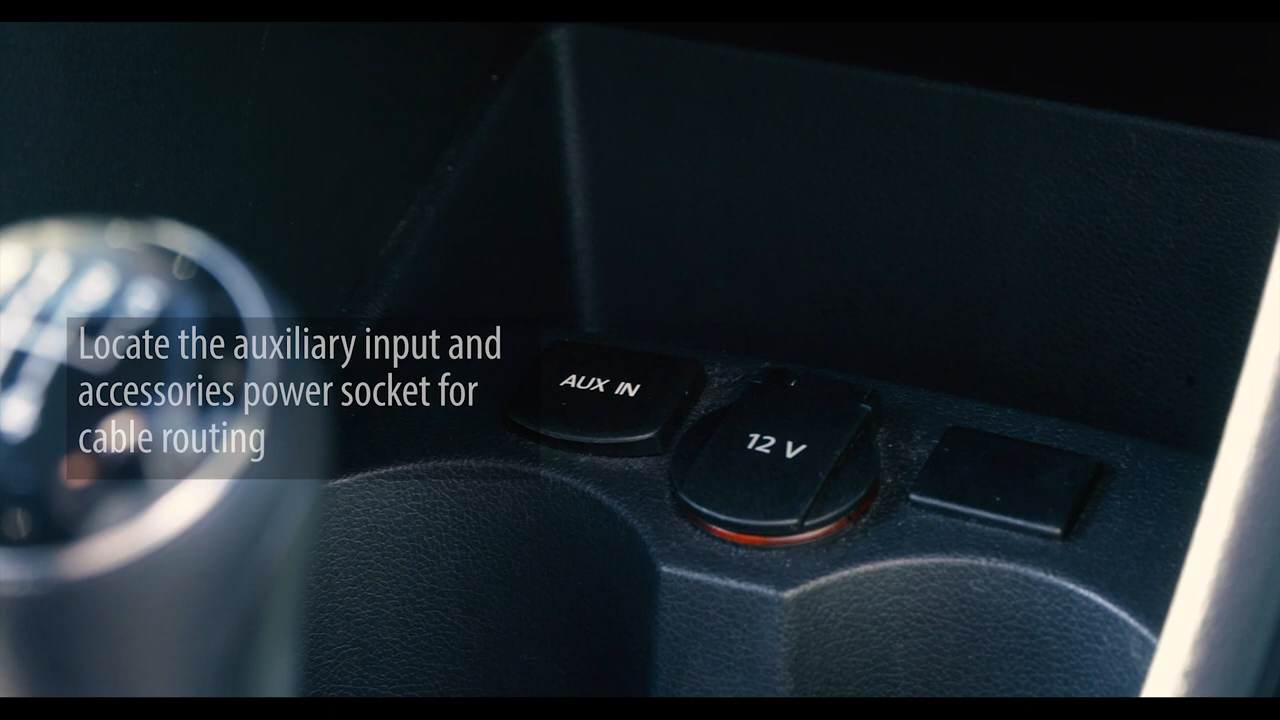 Locate the auxiliary input and
accessories power socket for
cable routing
AUX IN
12 V